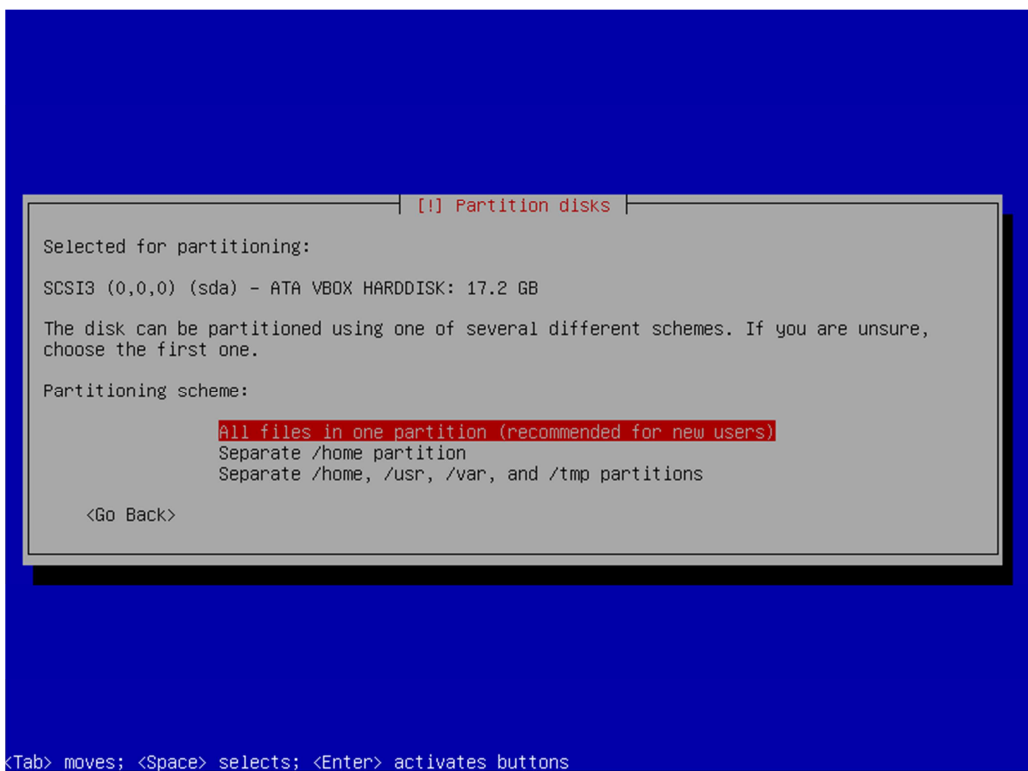 [!] Partition disks
Selected for partitioning:
SCSI3 (0,0,0) (sda) – ATA VBOX HARDDISK: 17.2 GB
The disk can be partitioned using one of several different schemes. If you are unsure,
choose the first one.
Partitioning scheme:
All files in one partition (recommended for new users)
Separate /home partition
Separate /home, /usr, /var, and /tmp partitions
<Go Back>
<Tab> moves; <Space> selects; <Enter> activates buttons